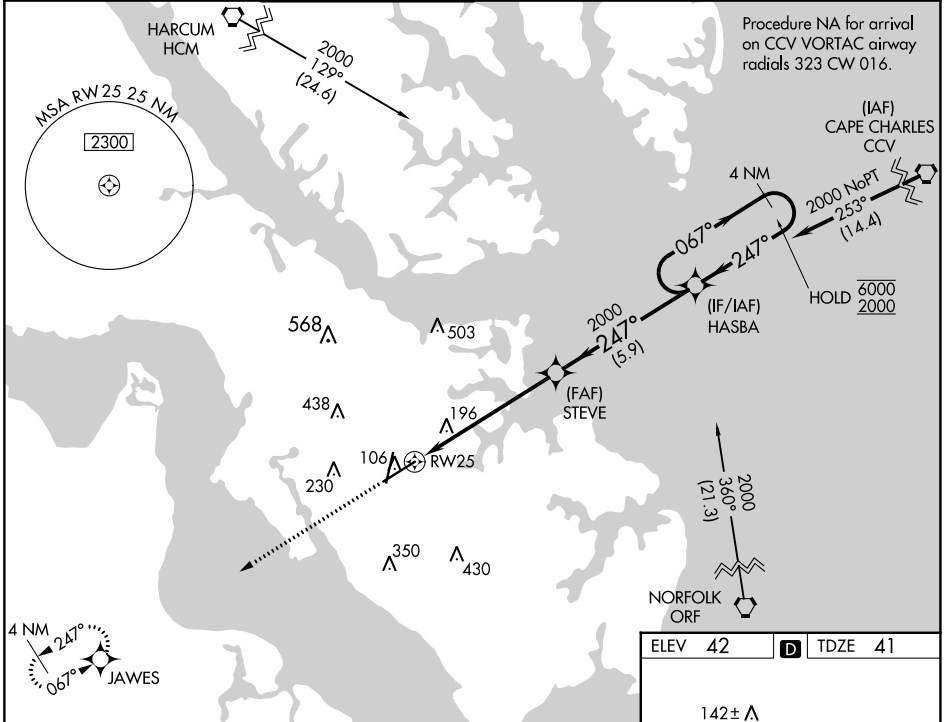 HARCUM
HCM
2000
129°
(24.6)
Procedure NA for arrival
on CCV VORTAC airway
radials 323 CW 016.
MSA RW 25 25 NM
2300
(IAF)
CAPE CHARLES
CCV
4 NM
2000 NoPT
253°
(14.4)
067°
247°
HOLD 6000
2000
(IF/IAF)
HASBA
2000
247°
(5.9)
(FAF)
STEVE
568
503
438
196
106
RW25
230
350
430
2000
360°
(21.3)
NORFOLK
ORF
4 NM
247°
067°
JAWES
ELEV 42 D TDZE 41
142±